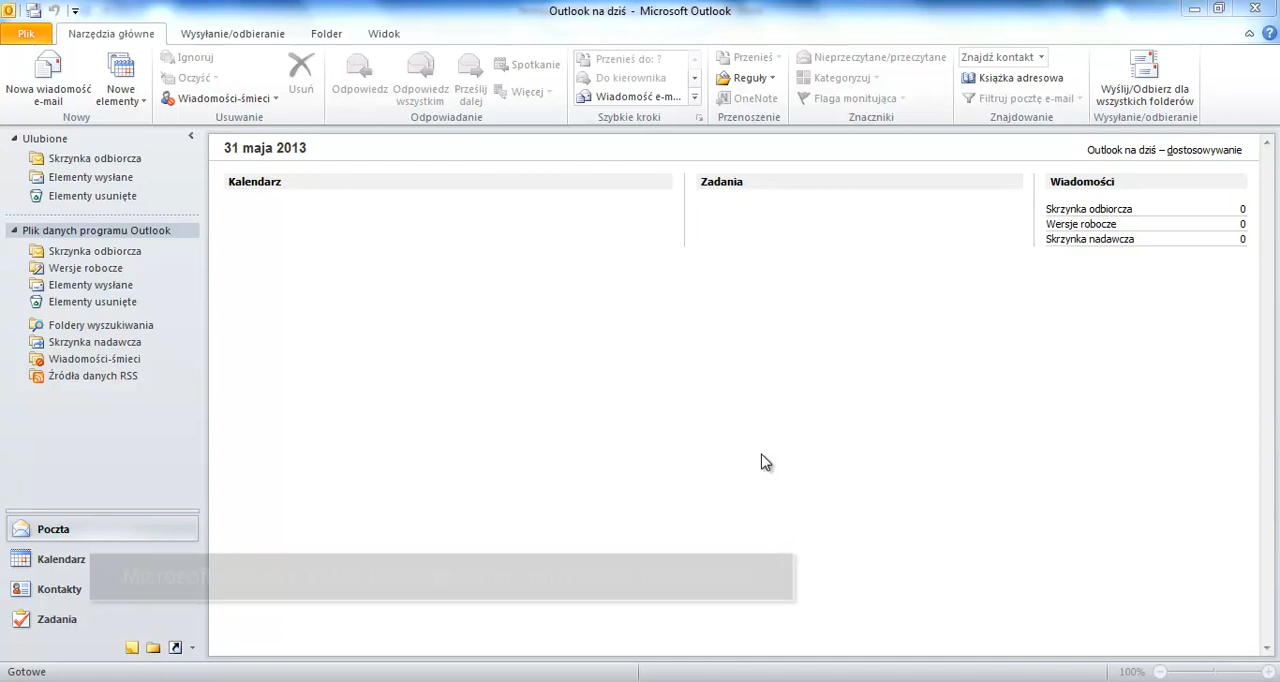 Outlook na dziś - Microsoft Outlook
Plik
Narzędzia główne
Wysyłanie/odbieranie
Folder
Widok
Nowa wiadomość e-mail
Nowe elementy
Nowy
Ignoruj
Oczyść
Wiadomości-śmieci
Usuń
Usuwanie
Odpowiedz
Odpowiedz wszystkim
Prześlij dalej
Spotkanie
Więcej
Odpowiadanie
Przenieś do: ?
Do kierownika
Wiadomość e-m...
Szybkie kroki
Przenieś
Reguły
OneNote
Przenoszenie
Nieprzeczytane/przeczytane
Kategoryzuj
Flaga monitująca
Znaczniki
Znajdź kontakt
Książka adresowa
Filtruj pocztę e-mail
Znajdowanie
Wyślij/Odbierz dla
wszystkich folderów
Wysyłanie/odbieranie
Ulubione
Skrzynka odbiorcza
Elementy wysłane
Elementy usunięte
Plik danych programu Outlook
Skrzynka odbiorcza
Wersje robocze
Elementy wysłane
Elementy usunięte
Foldery wyszukiwania
Skrzynka nadawcza
Wiadomości-śmieci
Źródła danych RSS
Poczta
Kalendarz
Kontakty
Zadania
31 maja 2013
Outlook na dziś – dostosowywanie
Kalendarz
Zadania
Wiadomości
Skrzynka odbiorcza 0
Wersje robocze 0
Skrzynka nadawcza 0
Gotowe
100%